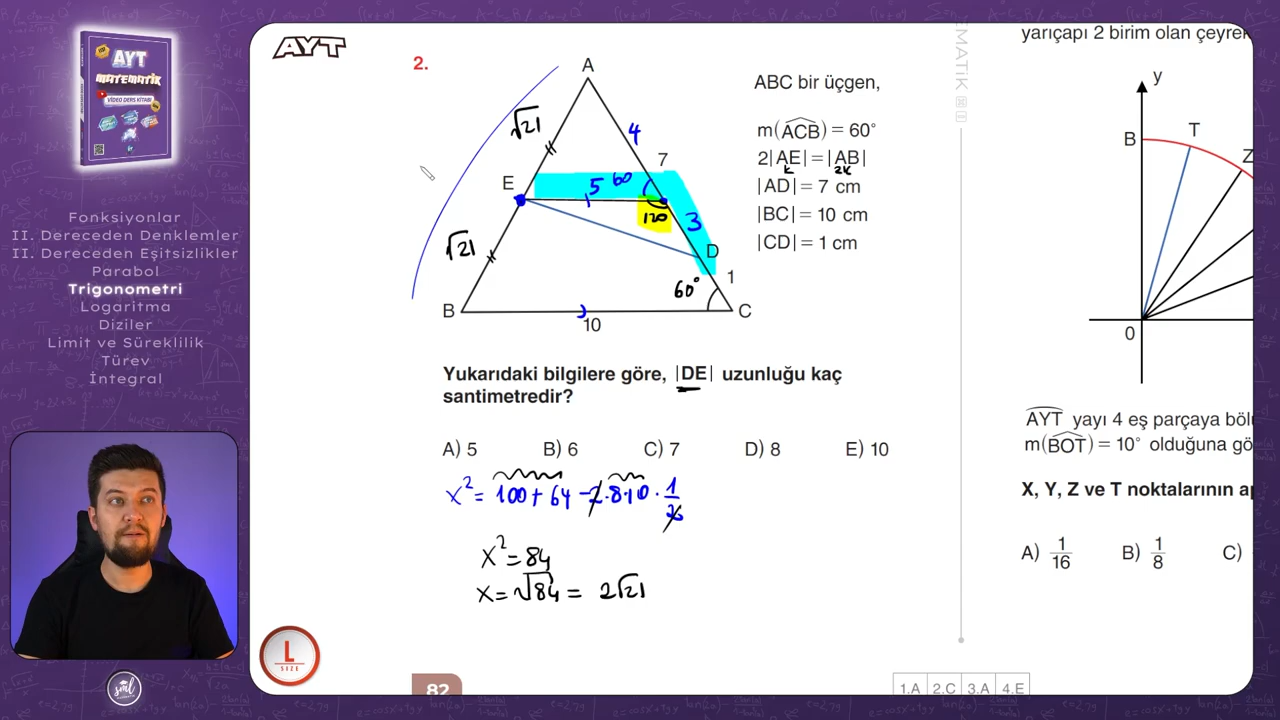 AYT
MATEMATİK
VİDEO DERS KİTABI
Fonksiyonlar
II. Dereceden Denklemler
II. Dereceden Eşitsizlikler
Parabol
Trigonometri
Logaritma
Diziler
Limit ve Süreklilik
Türev
İntegral
sml
AYT
2.
A
√21
4
7
E
5
60
120
3
√21
D
1
60°
B
10
C
ABC bir üçgen,
m(ACB) = 60°
2|AE| = |AB|
k 2k
|AD| = 7 cm
|BC| = 10 cm
|CD| = 1 cm
Yukarıdaki bilgilere göre, |DE| uzunluğu kaç
santimetredir?
A) 5 B) 6 C) 7 D) 8 E) 10
x² = 100 + 64 - 2 · 8 · 10 · 1/2
x² = 84
x = √84 = 2√21
L
SIZE
82
1.A 2.C 3.A 4.E
EMATİK
yarıçapı 2 birim olan çeyrek
y
B
T
Z
0
AYT yayı 4 eş parçaya böl
m(BOT) = 10° olduğuna gö
X, Y, Z ve T noktalarının ap
A) 1/16 B) 1/8 C)